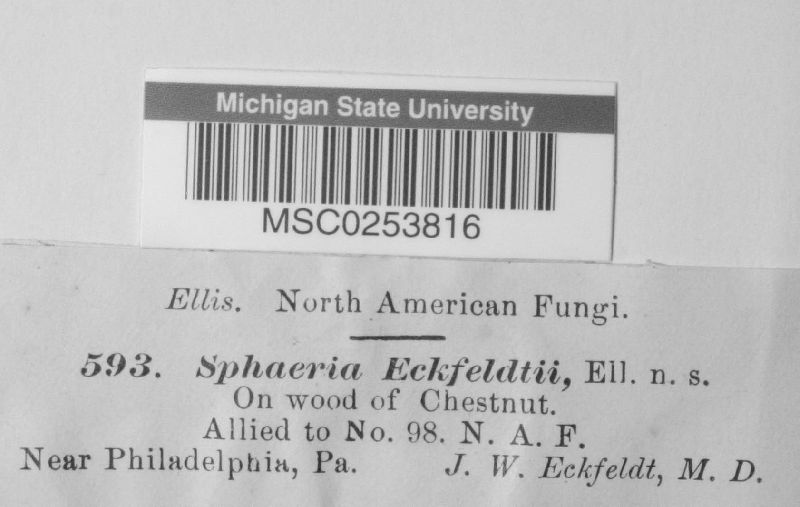 Michigan State University
MSC0253816
Ellis. North American Fungi.
593. Sphaeria Eckfeldtii, Ell. n. s.
On wood of Chestnut.
Allied to No. 98. N. A. F.
Near Philadelphia, Pa. J. W. Eckfeldt, M. D.